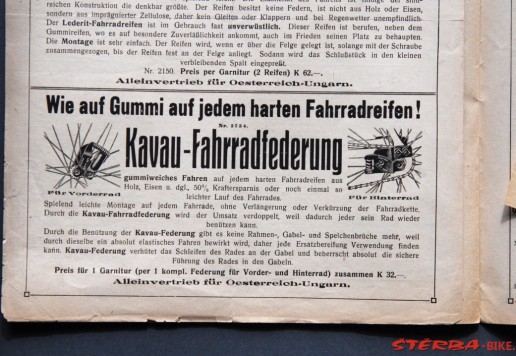 reichen Konstruktion die denkbar größte. Der Reifen besitzt keine Federn, ist nicht aus Holz oder Eisen,
sondern aus imprägnierter Zellulose, daher kein Gleiten oder Klappern und bei Regenwetter unempfindlich-
Der Lederit-Fahrradreifen ist im Gebrauch fast unverwüstlich. Dieser Reifen ist berufen, neben dem
Gummireifen, wo es auf besondere Zuverläßlichkeit ankommt, auch im Frieden seinen Platz zu behaupten.
Die Montage ist sehr einfach. Der Reifen wird, wenn er über die Felge gelegt ist, solange mit der Schraube
zusammengezogen, bis der Reifen fest an der Felge anliegt. Sodann wird das Schlußstück in den kleinen
verbleibenden Spalt eingepreßt.
Nr. 2150. Preis per Garnitur (2 Reifen) K 62.—.
Alleinvertrieb für Oesterreich-Ungarn.
Wie auf Gummi auf jedem harten Fahrradreifen!
Kavau-Fahrradfederung
gummiweiches Fahren auf jedem harten Fahrradreifen aus
Holz, Eisen u. dgl., 50% Kraftersparnis oder noch einmal so
leichter Lauf des Fahrrades.
Für Vorderrad
Für Hinterrad
Spielend leichte Montage auf jedem Fahrrade, ohne Verlängerung oder Verkürzung der Fahrradkette.
Durch die Kavau-Fahrradfederung wird der Umsatz verdoppelt, weil dadurch jeder sein Rad wieder
benützen kann.
Durch die Benützung der Kavau-Federung gibt es keine Rahmen-, Gabel- und Speichenbrüche mehr, weil
durch dieselbe ein absolut elastisches Fahren bewirkt wird, daher jede Ersatzbereifung Verwendung finden
kann. Kavau-Federung verhütet das Schleifen des Rades an der Gabel und beherrscht absolut die sichere
Führung des Rades in den Gabeln.
Preis für 1 Garnitur (per 1 kompl. Federung für Vorder- und Hinterrad) zusammen K 32.—.
Alleinvertrieb für Oesterreich-Ungarn.
STERBA-BIKE.